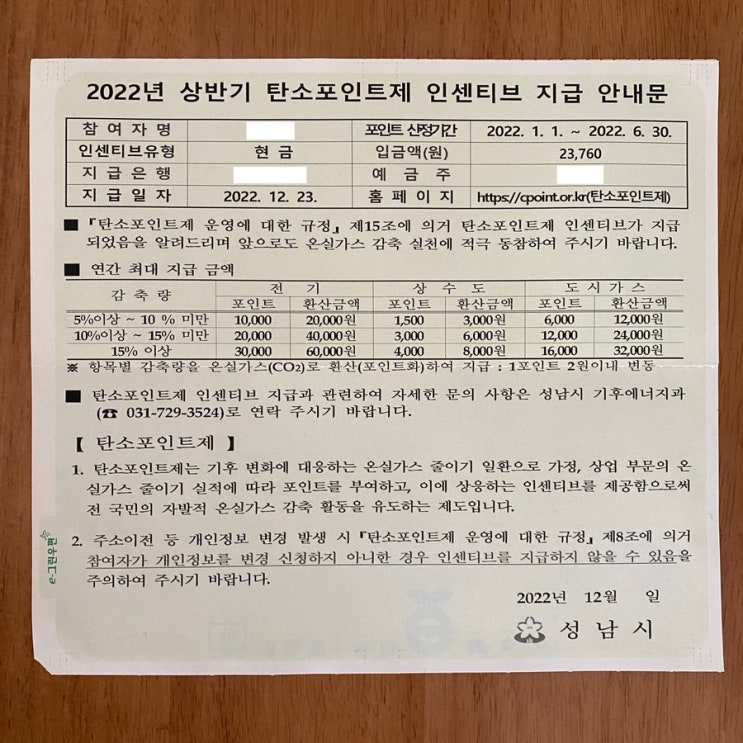 2022년 상반기 탄소포인트제 인센티브 지급 안내문
참여자명 포인트 산정기간 2022. 1. 1. ~ 2022. 6. 30.
인센티브유형 현 금 입금액(원) 23,760
지급은행 예 금 주
지급일자 2022. 12. 23. 홈페이지 https://cpoint.or.kr(탄소포인트제)
■ 『탄소포인트제 운영에 대한 규정』 제15조에 의거 탄소포인트제 인센티브가 지급
되었음을 알려드리며 앞으로도 온실가스 감축 실천에 적극 동참하여 주시기 바랍니다.
■ 연간 최대 지급 금액
감축량 전 기 상 수 도 도 시 가 스
포인트 환산금액 포인트 환산금액 포인트 환산금액
5%이상 ~ 10 % 미만 10,000 20,000원 1,500 3,000원 6,000 12,000원
10%이상 ~ 15% 미만 20,000 40,000원 3,000 6,000원 12,000 24,000원
15% 이상 30,000 60,000원 4,000 8,000원 16,000 32,000원
※ 항목별 감축량을 온실가스(CO₂)로 환산(포인트화)하여 지급 : 1포인트 2원이내 변동
■ 탄소포인트제 인센티브 지급과 관련하여 자세한 문의 사항은 성남시 기후에너지과
(☎ 031-729-3524)로 연락 주시기 바랍니다.
【 탄소포인트제 】
1. 탄소포인트제는 기후 변화에 대응하는 온실가스 줄이기 일환으로 가정, 상업 부문의 온
실가스 줄이기 실적에 따라 포인트를 부여하고, 이에 상응하는 인센티브를 제공함으로써
전 국민의 자발적 온실가스 감축 활동을 유도하는 제도입니다.
2. 주소이전 등 개인정보 변경 발생 시 『탄소포인트제 운영에 대한 규정』 제8조에 의거
참여자가 개인정보를 변경 신청하지 아니한 경우 인센티브를 지급하지 않을 수 있음을
주의하여 주시기 바랍니다.
e-그린우편
2022년 12월 일
성남시